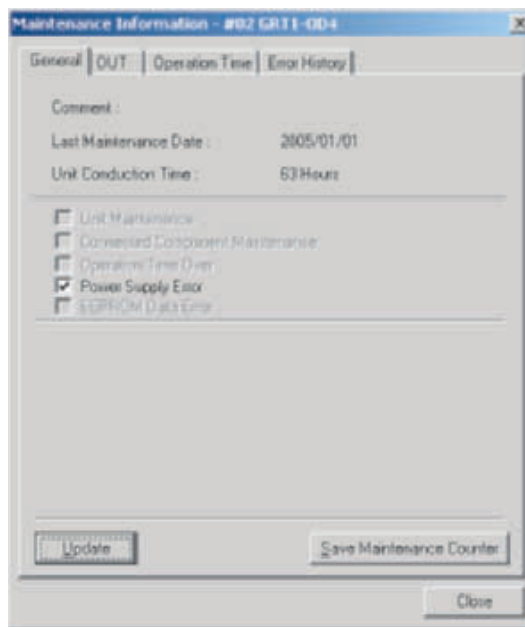 Maintenance Information - #02 GRT1-OD4
General OUT Operation Time Error History
Comment :
Last Maintenance Date : 2005/01/01
Unit Conduction Time : 63 Hours
Unit Maintenance
Connected Component Maintenance
Operation Time Over
Power Supply Error
EEPROM Data Error
Update Save Maintenance Counter
Close